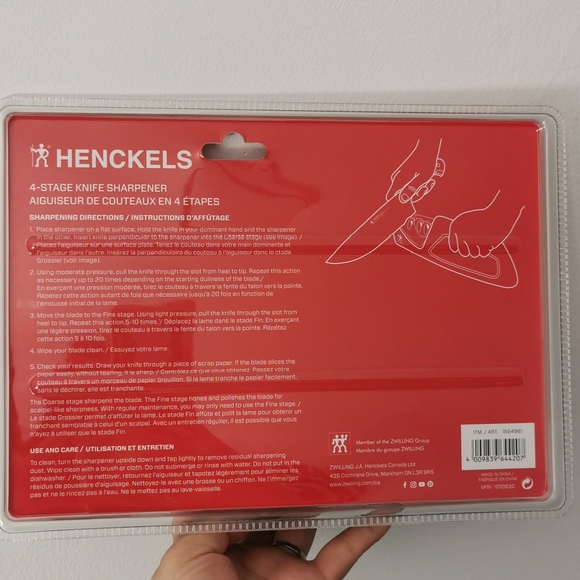 HENCKELS
4-STAGE KNIFE SHARPENER
AIGUISEUR DE COUTEAUX EN 4 ÉTAPES
SHARPENING DIRECTIONS / INSTRUCTIONS D'AFFÛTAGE
1. Place sharpener on a flat surface. Hold the knife in your dominant hand and the sharpener
in the other. Insert knife perpendicular to the sharpener into the Coarse stage (see image). /
Placez l'aiguiseur sur une surface plate. Tenez le couteau dans votre main dominante et
l'aiguiseur dans l'autre. Insérez la perpendiculaire du couteau à l'aiguiseur dans le stade
Grossier (voir image).
2. Using moderate pressure, pull the knife through the slot from heel to tip. Repeat this action
as necessary up to 20 times depending on the starting dullness of the blade./
En exerçant une pression modérée, tirez le couteau à travers le fente du talon vers la pointe.
Répétez cette action autant de fois que nécessaire jusqu'à 20 fois en fonction de
l'émoussé initial de la lame.
3. Move the blade to the Fine stage. Using light pressure, pull the knife through the slot from
heel to tip. Repeat this action 5-10 times. / Déplacez la lame dans le stade Fin. En exerçant
une légère pression, tirez le couteau à travers la fente du talon vers la pointe. Répétez
cette action 5 à 10 fois.
4. Wipe your blade clean. / Essuyez votre lame.
5. Check your results: Draw your knife through a piece of scrap paper. If the blade slices the
paper easily, without tearing, it is sharp. / Contrôlez ce que vous obtenez: Passez votre
couteau à travers un morceau de papier brouillon. Si la lame tranche le papier facilement,
sans le déchirer, elle est tranchante.
The Coarse stage sharpens the blade. The Fine stage hones and polishes the blade for
scalpel-like sharpness. With regular maintenance, you may only need to use the Fine stage. /
Le stade Grossier permet d'affûter la lame. Le stade Fin affûte et polit la lame pour obtenir un
tranchant semblable à celui d'un scalpel. Avec un entretien régulier, il est possible que vous
n'ayez à utiliser que le stade Fin.
USE AND CARE / UTILISATION ET ENTRETIEN
To clean, turn the sharpener upside down and tap lightly to remove residual sharpening
dust. Wipe clean with a brush or cloth. Do not submerge or rinse with water. Do not put in the
dishwasher. / Pour le nettoyer, retournez l'aiguiseur et tapotez légèrement pour éliminer les
résidus de poussière d'aiguisage. Nettoyez-le avec une brosse ou un chiffon. Ne l'immergez
pas et ne le rincez pas à l'eau. Ne le mettez pas au lave-vaisselle.
Member of the ZWILLING Group
Membre du groupe ZWILLING
ZWILLING J.A. Henckels Canada Ltd
435 Cochrane Drive, Markham ON L3R 9R5
www.zwilling.com/ca
ITM. / ART. 1554981
4 009839 644207
MADE IN CHINA /
FABRIQUÉ EN CHINE
VPN: 1010632